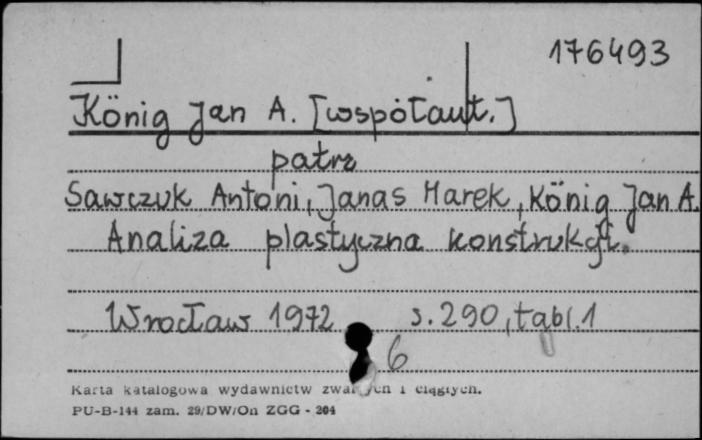 176493
König Jan A. [współaut.]
patrz
Sawczuk Antoni, Janas Marek, König Jan A.
Analiza plastyczna konstrukcji.
Wrocław 1972 s. 290, tabl. 1
6
Karta katalogowa wydawnictw zwartych i ciągłych.
PU-B-144 zam. 29/DW/On ZGG - 204